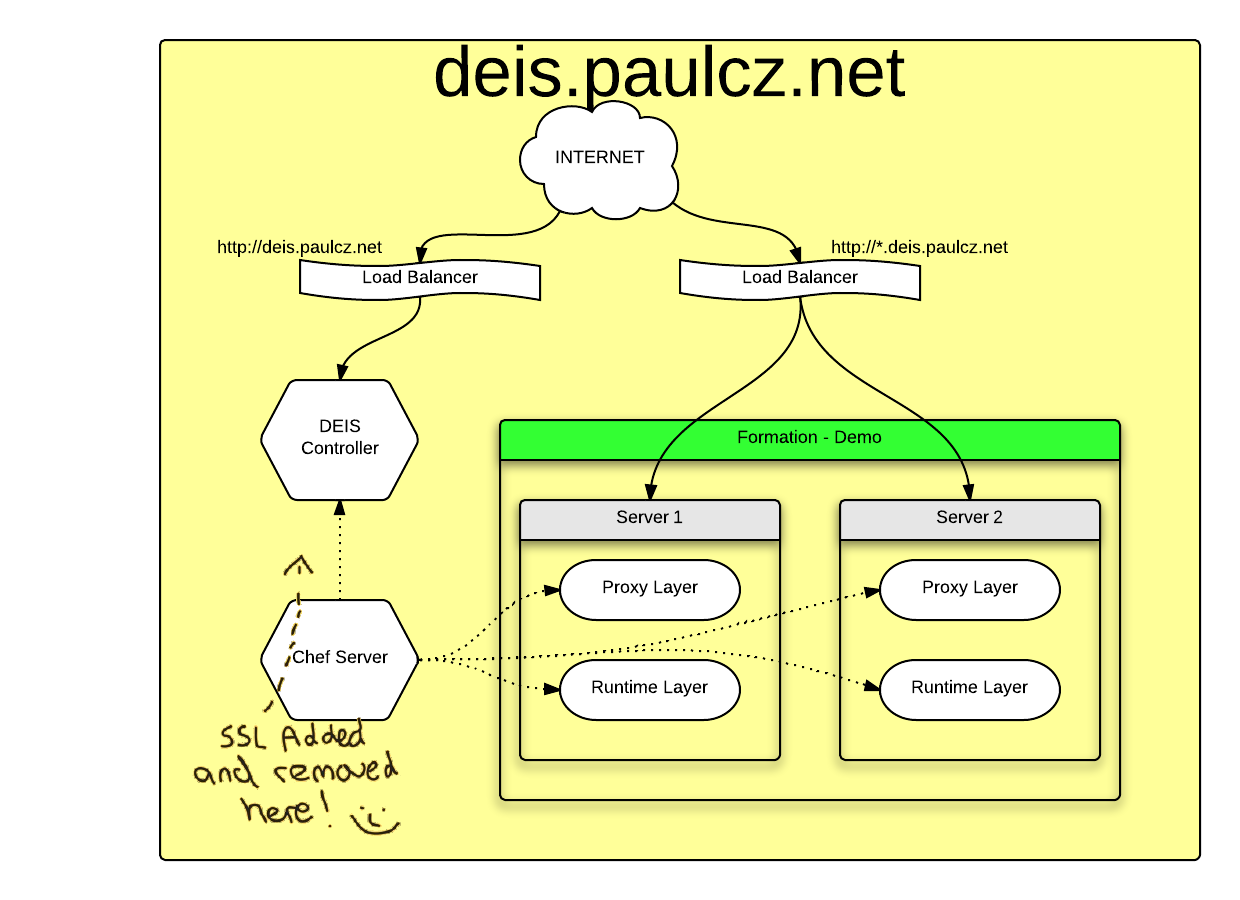 deis.paulcz.net
INTERNET
http://deis.paulcz.net
http://*.deis.paulcz.net
Load Balancer
Load Balancer
DEIS
Controller
Formation - Demo
Server 1
Server 2
Proxy Layer
Proxy Layer
Chef Server
Runtime Layer
Runtime Layer
SSL Added
and removed
here!